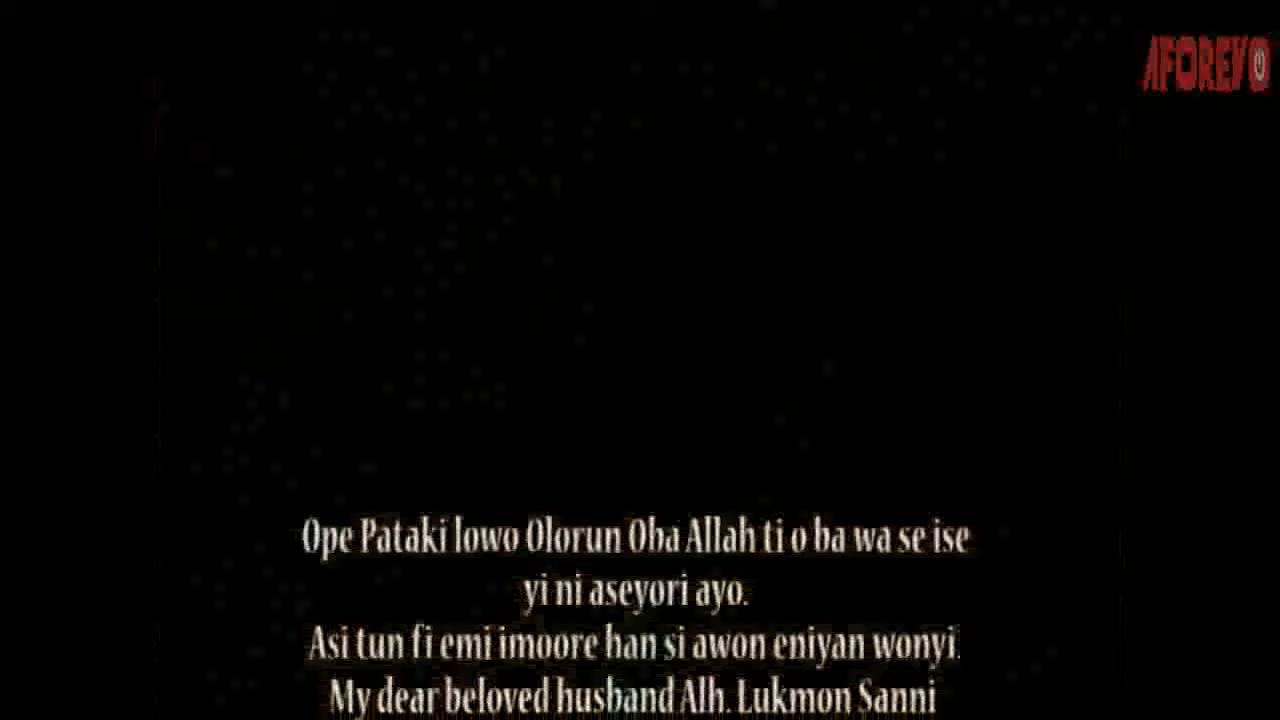 AFOREVO
Ope Pataki lowo Olorun Oba Allah ti o ba wa se ise
yi ni aseyori ayo.
Asi tun fi emi imoore han si awon eniyan wonyi.
My dear beloved husband Alh. Lukmon Sanni